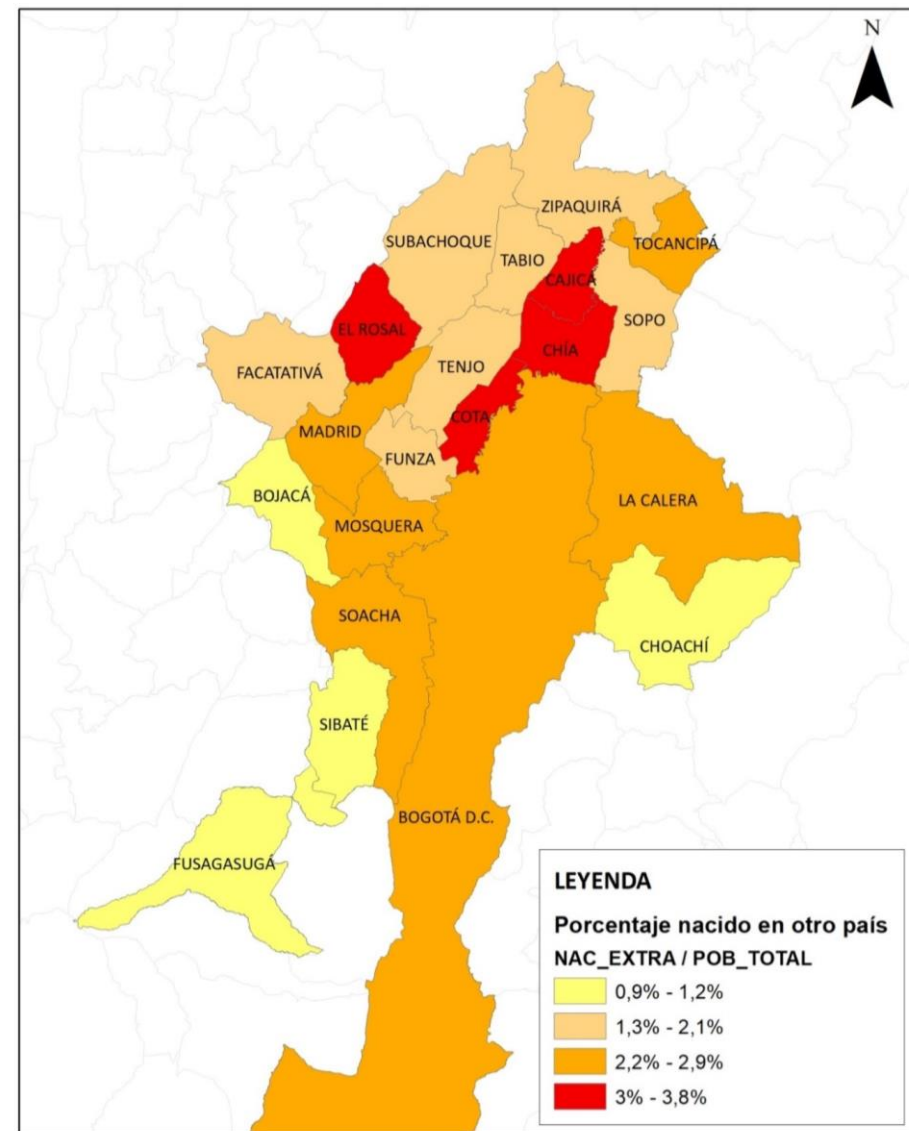 N
ZIPAQUIRÁ
SUBACHOQUE
TOCANCIPÁ
TABIO
CAJICÁ
SOPO
EL ROSAL
CHÍA
TENJO
FACATATIVÁ
COTA
MADRID
FUNZA
BOJACÁ
LA CALERA
MOSQUERA
SOACHA
CHOACHÍ
SIBATÉ
BOGOTÁ D.C.
FUSAGASUGÁ
LEYENDA
Porcentaje nacido en otro país
NAC_EXTRA / POB_TOTAL
0,9% - 1,2%
1,3% - 2,1%
2,2% - 2,9%
3% - 3,8%